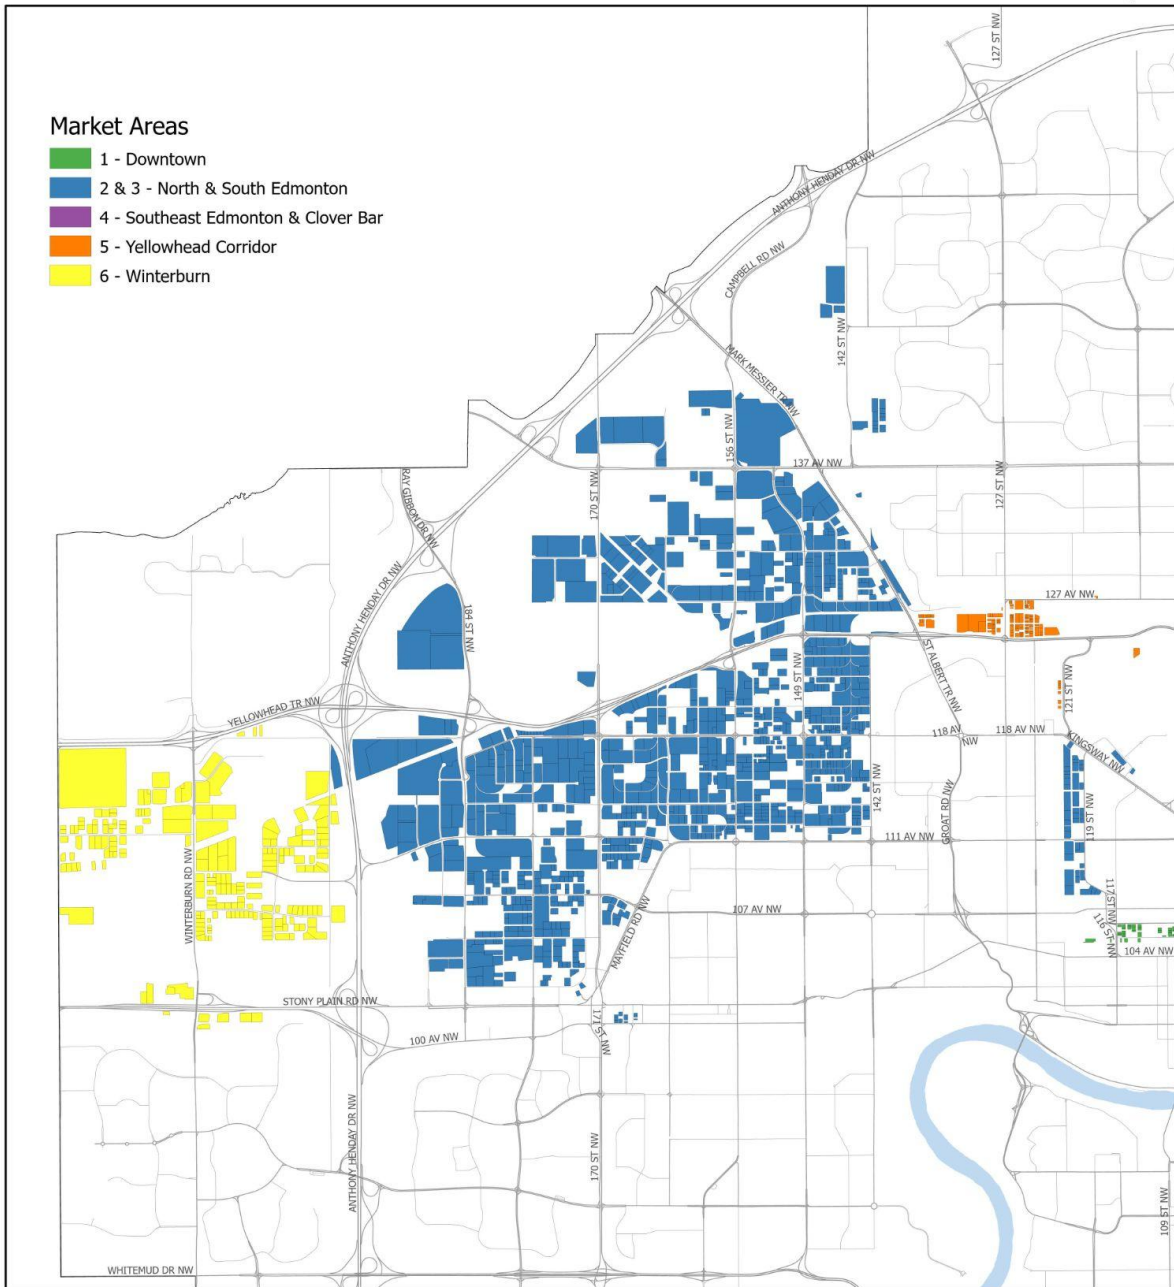 Market Areas
1 - Downtown
2 & 3 - North & South Edmonton
4 - Southeast Edmonton & Clover Bar
5 - Yellowhead Corridor
6 - Winterburn
127 ST NW
ANTHONY HENDAY DR NW
CAMPBELL RD NW
142 ST NW
MARK MESSIER TR NW
156 ST NW
137 AV NW
127 ST NW
170 ST NW
RAY GIBBON DR NW
ANTHONY HENDAY DR NW
184 ST NW
127 AV NW
ST ALBERT TR NW
149 ST NW
121 ST NW
YELLOWHEAD TR NW
118 AV
NW
118 AV NW
KINGSWAY NW
142 ST NW
GROAT RD NW
119 ST NW
111 AV NW
WINTERBURN RD NW
107 AV NW
MAYFIELD RD NW
117 ST NW
116 ST NW
104 AV NW
STONY PLAIN RD NW
171 ST NW
100 AV NW
ANTHONY HENDAY DR NW
170 ST NW
109 ST NW
WHITEMUD DR NW